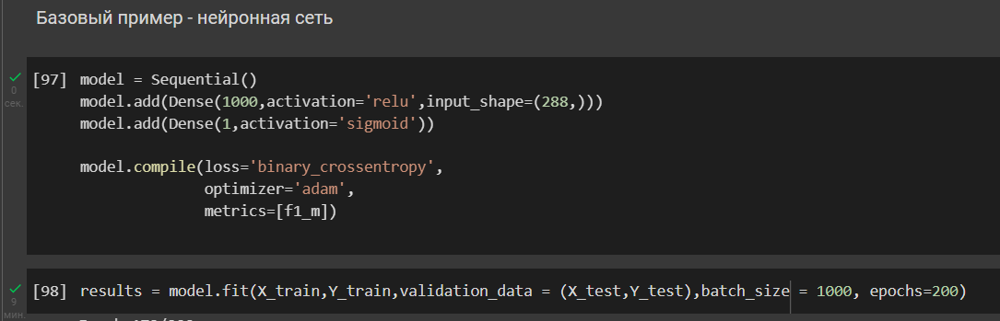 Базовый пример - нейронная сеть
[97] model = Sequential()
0
сек.
model.add(Dense(1000,activation='relu',input_shape=(288,)))
model.add(Dense(1,activation='sigmoid'))
model.compile(loss='binary_crossentropy',
optimizer='adam',
metrics=[f1_m])
[98] results = model.fit(X_train,Y_train,validation_data = (X_test,Y_test),batch_size = 1000, epochs=200)
9
мин.